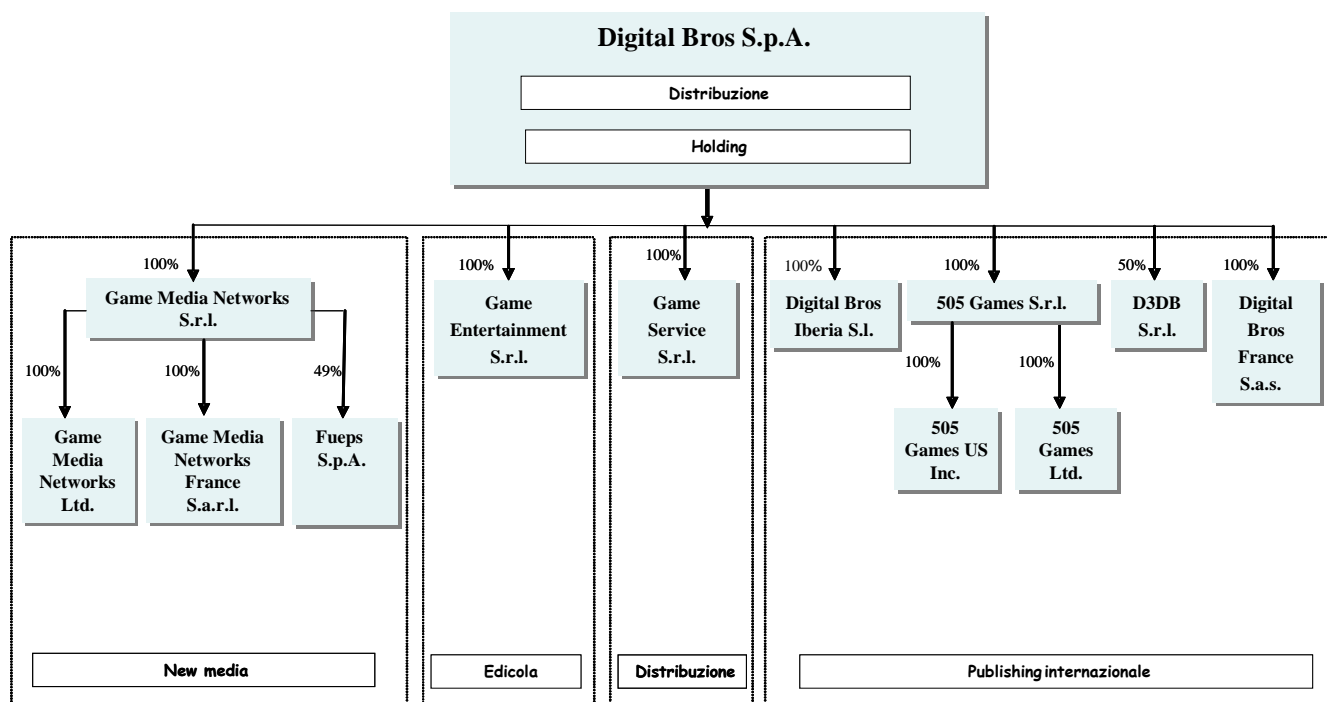 Digital Bros S.p.A.
Distribuzione
Holding
100%
Game Media Networks
S.r.l.
100%
Game
Media
Networks
Ltd.
100%
Game Media
Networks
France
S.a.r.l.
49%
Fueps
S.p.A.
New media
100%
Game
Entertainment
S.r.l.
Edicola
100%
Game
Service
S.r.l.
Distribuzione
100%
Digital Bros
Iberia S.l.
100%
505 Games S.r.l.
100%
505
Games US
Inc.
100%
505
Games
Ltd.
50%
D3DB
S.r.l.
100%
Digital
Bros
France
S.a.s.
Publishing internazionale